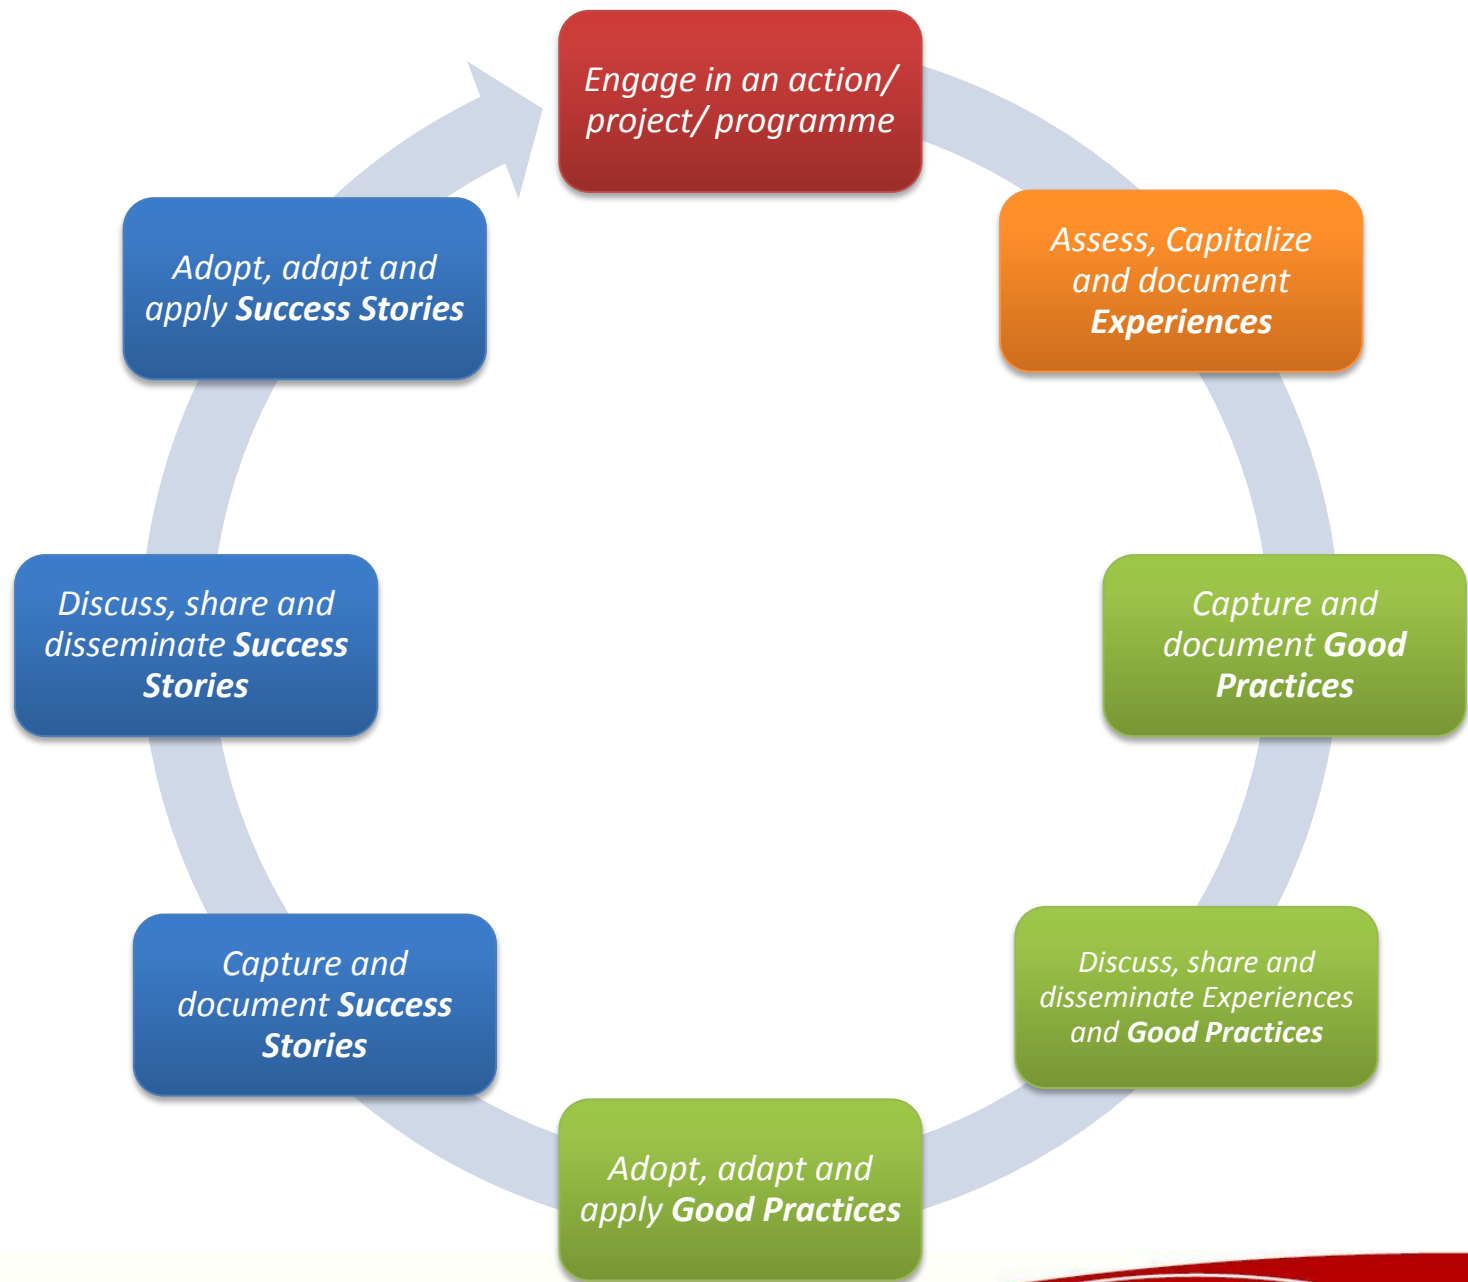 Engage in an action/
project/ programme
Assess, Capitalize
and document
Experiences
Capture and
document Good
Practices
Discuss, share and
disseminate Experiences
and Good Practices
Adopt, adapt and
apply Good Practices
Capture and
document Success
Stories
Discuss, share and
disseminate Success
Stories
Adopt, adapt and
apply Success Stories